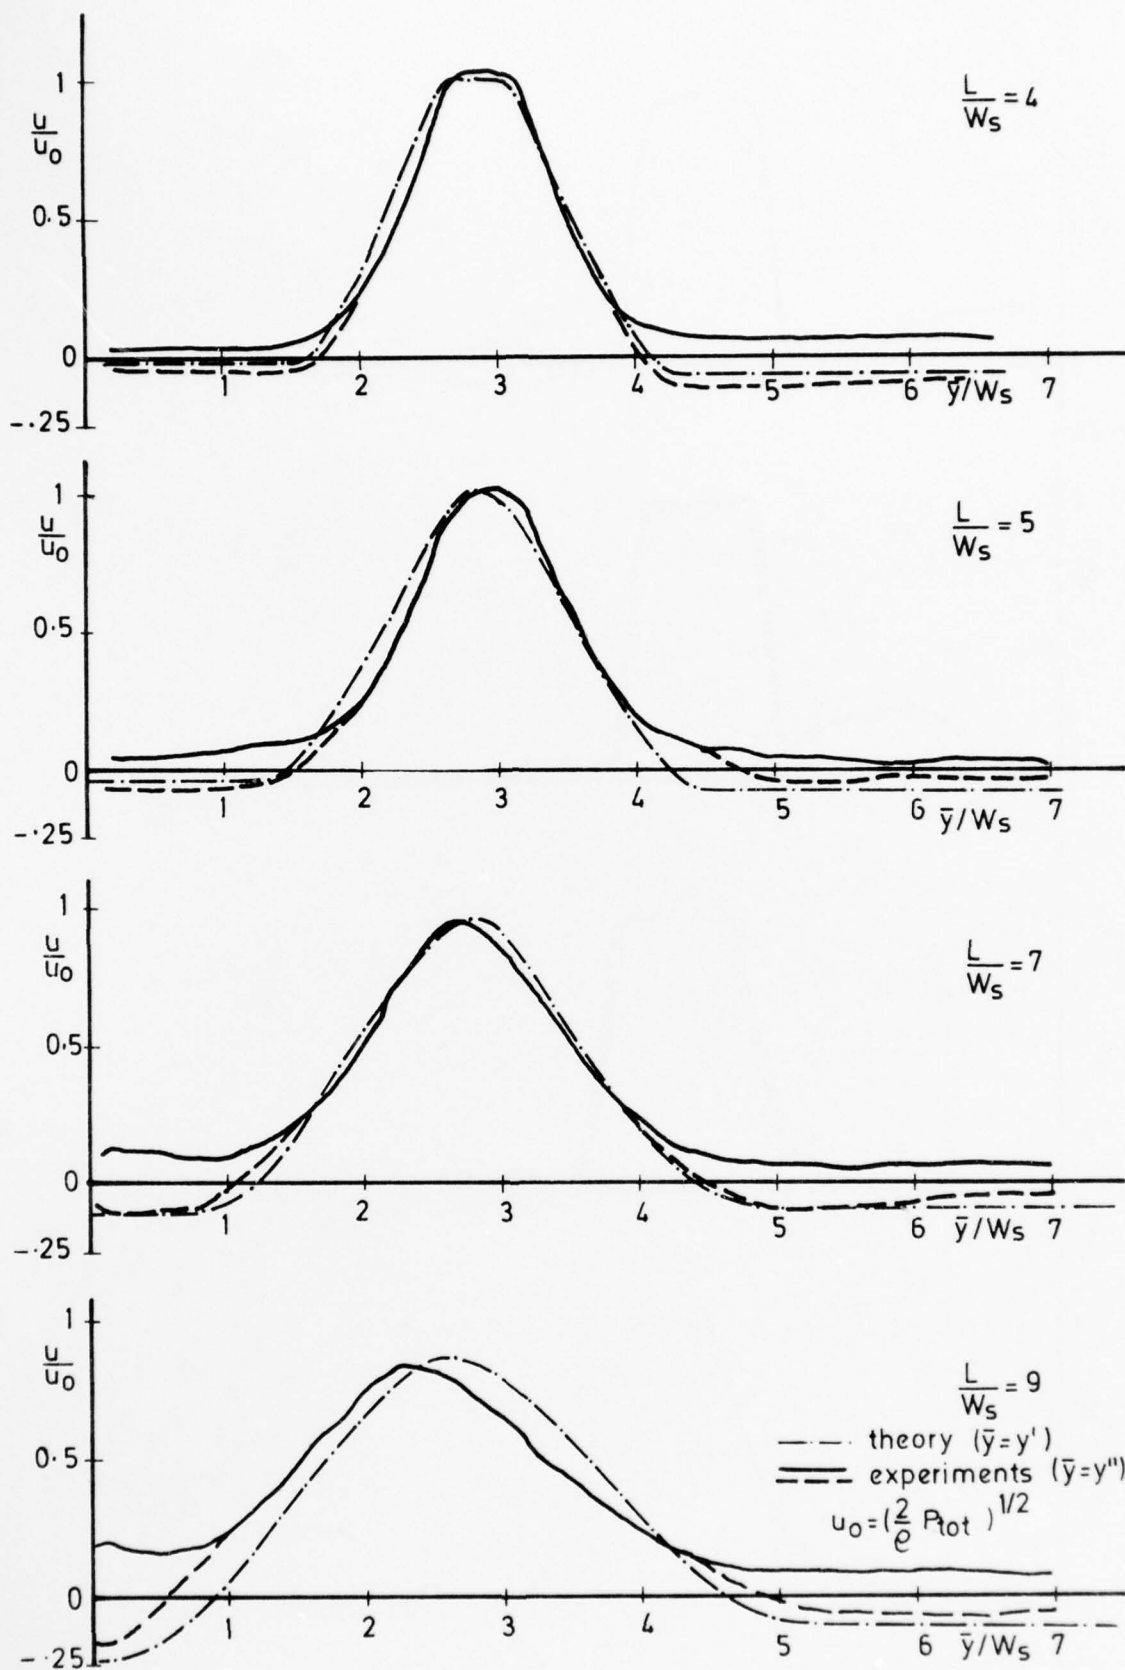 1
u/u₀
L/Wₛ = 4
0·5
0
1 2 3 4 5 6 ȳ/Wₛ 7
-·25
1
u/u₀
L/Wₛ = 5
0·5
0
1 2 3 4 5 6 ȳ/Wₛ 7
-·25
1
u/u₀
L/Wₛ = 7
0·5
0
1 2 3 4 5 6 ȳ/Wₛ 7
-·25
1
u/u₀
L/Wₛ = 9
theory (ȳ=y')
0·5
experiments (ȳ=y'')
u₀=(2/ρ Ptot)1/2
0
1 2 3 4 5 6 ȳ/Wₛ 7
-·25